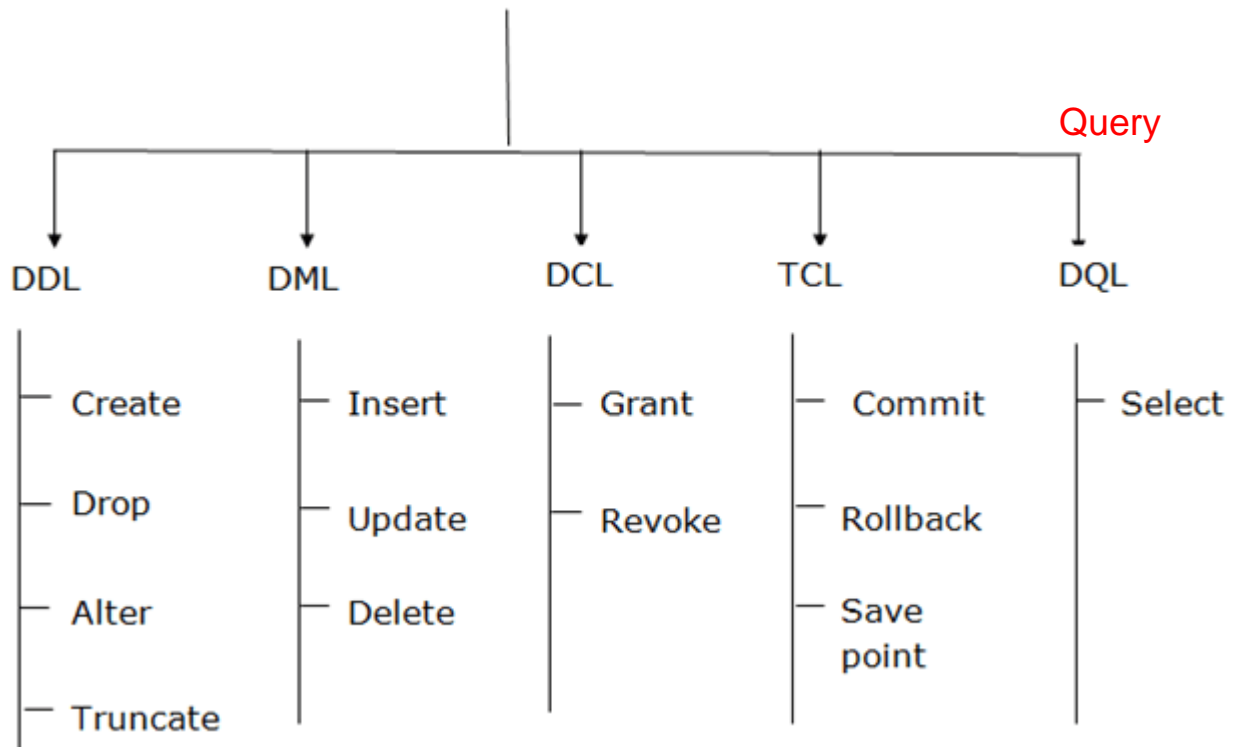 Query
DDL
DML
DCL
TCL
DQL
Create
Insert
Grant
Commit
Select
Drop
Update
Revoke
Rollback
Alter
Delete
Save
point
Truncate